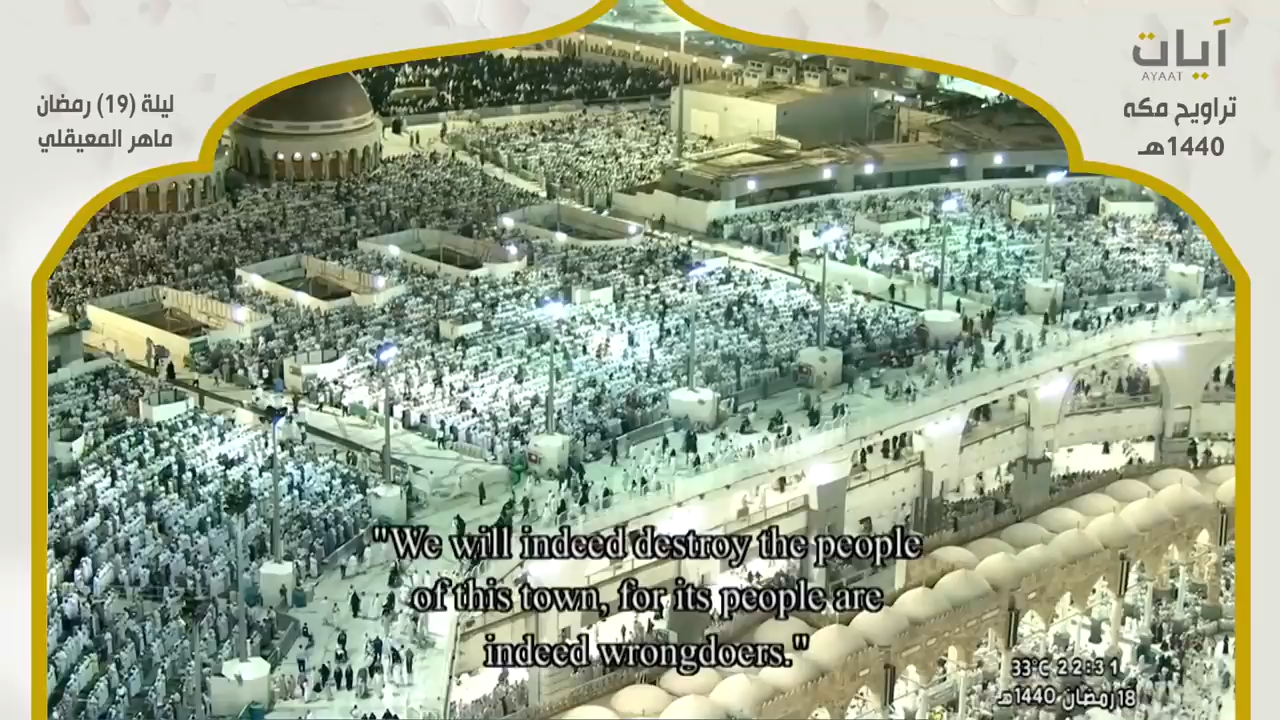 آيات
AYAAT
تراويح مكه
1440هـ
ليلة (19) رمضان
ماهر المعيقلي
"We will indeed destroy the people
of this town, for its people are
indeed wrongdoers."
33°C 22:31
18 رمضان 1440هـ